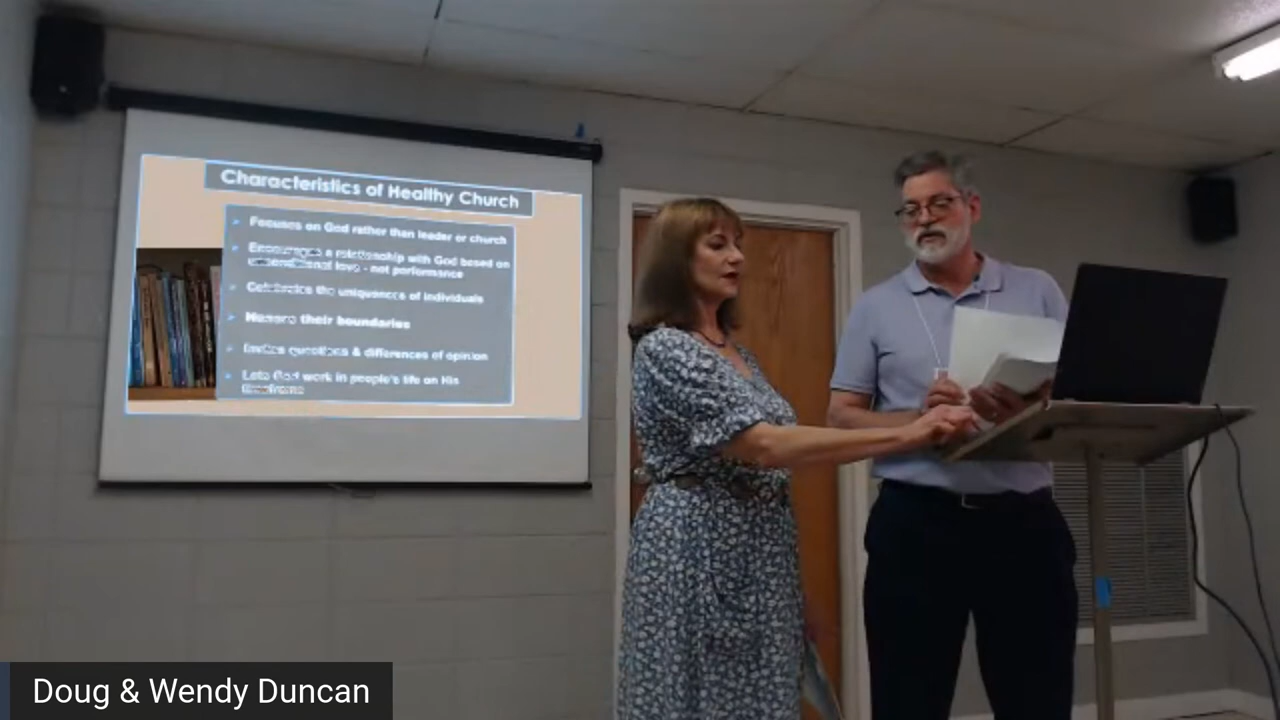 Characteristics of Healthy Church
Focuses on God rather than leader or church
Encourages a relationship with God based on
unconditional love - not performance
Celebrates the uniqueness of individuals
their boundaries
Invites questions & differences of opinion
Lets God work in people's life on His
Doug & Wendy Duncan